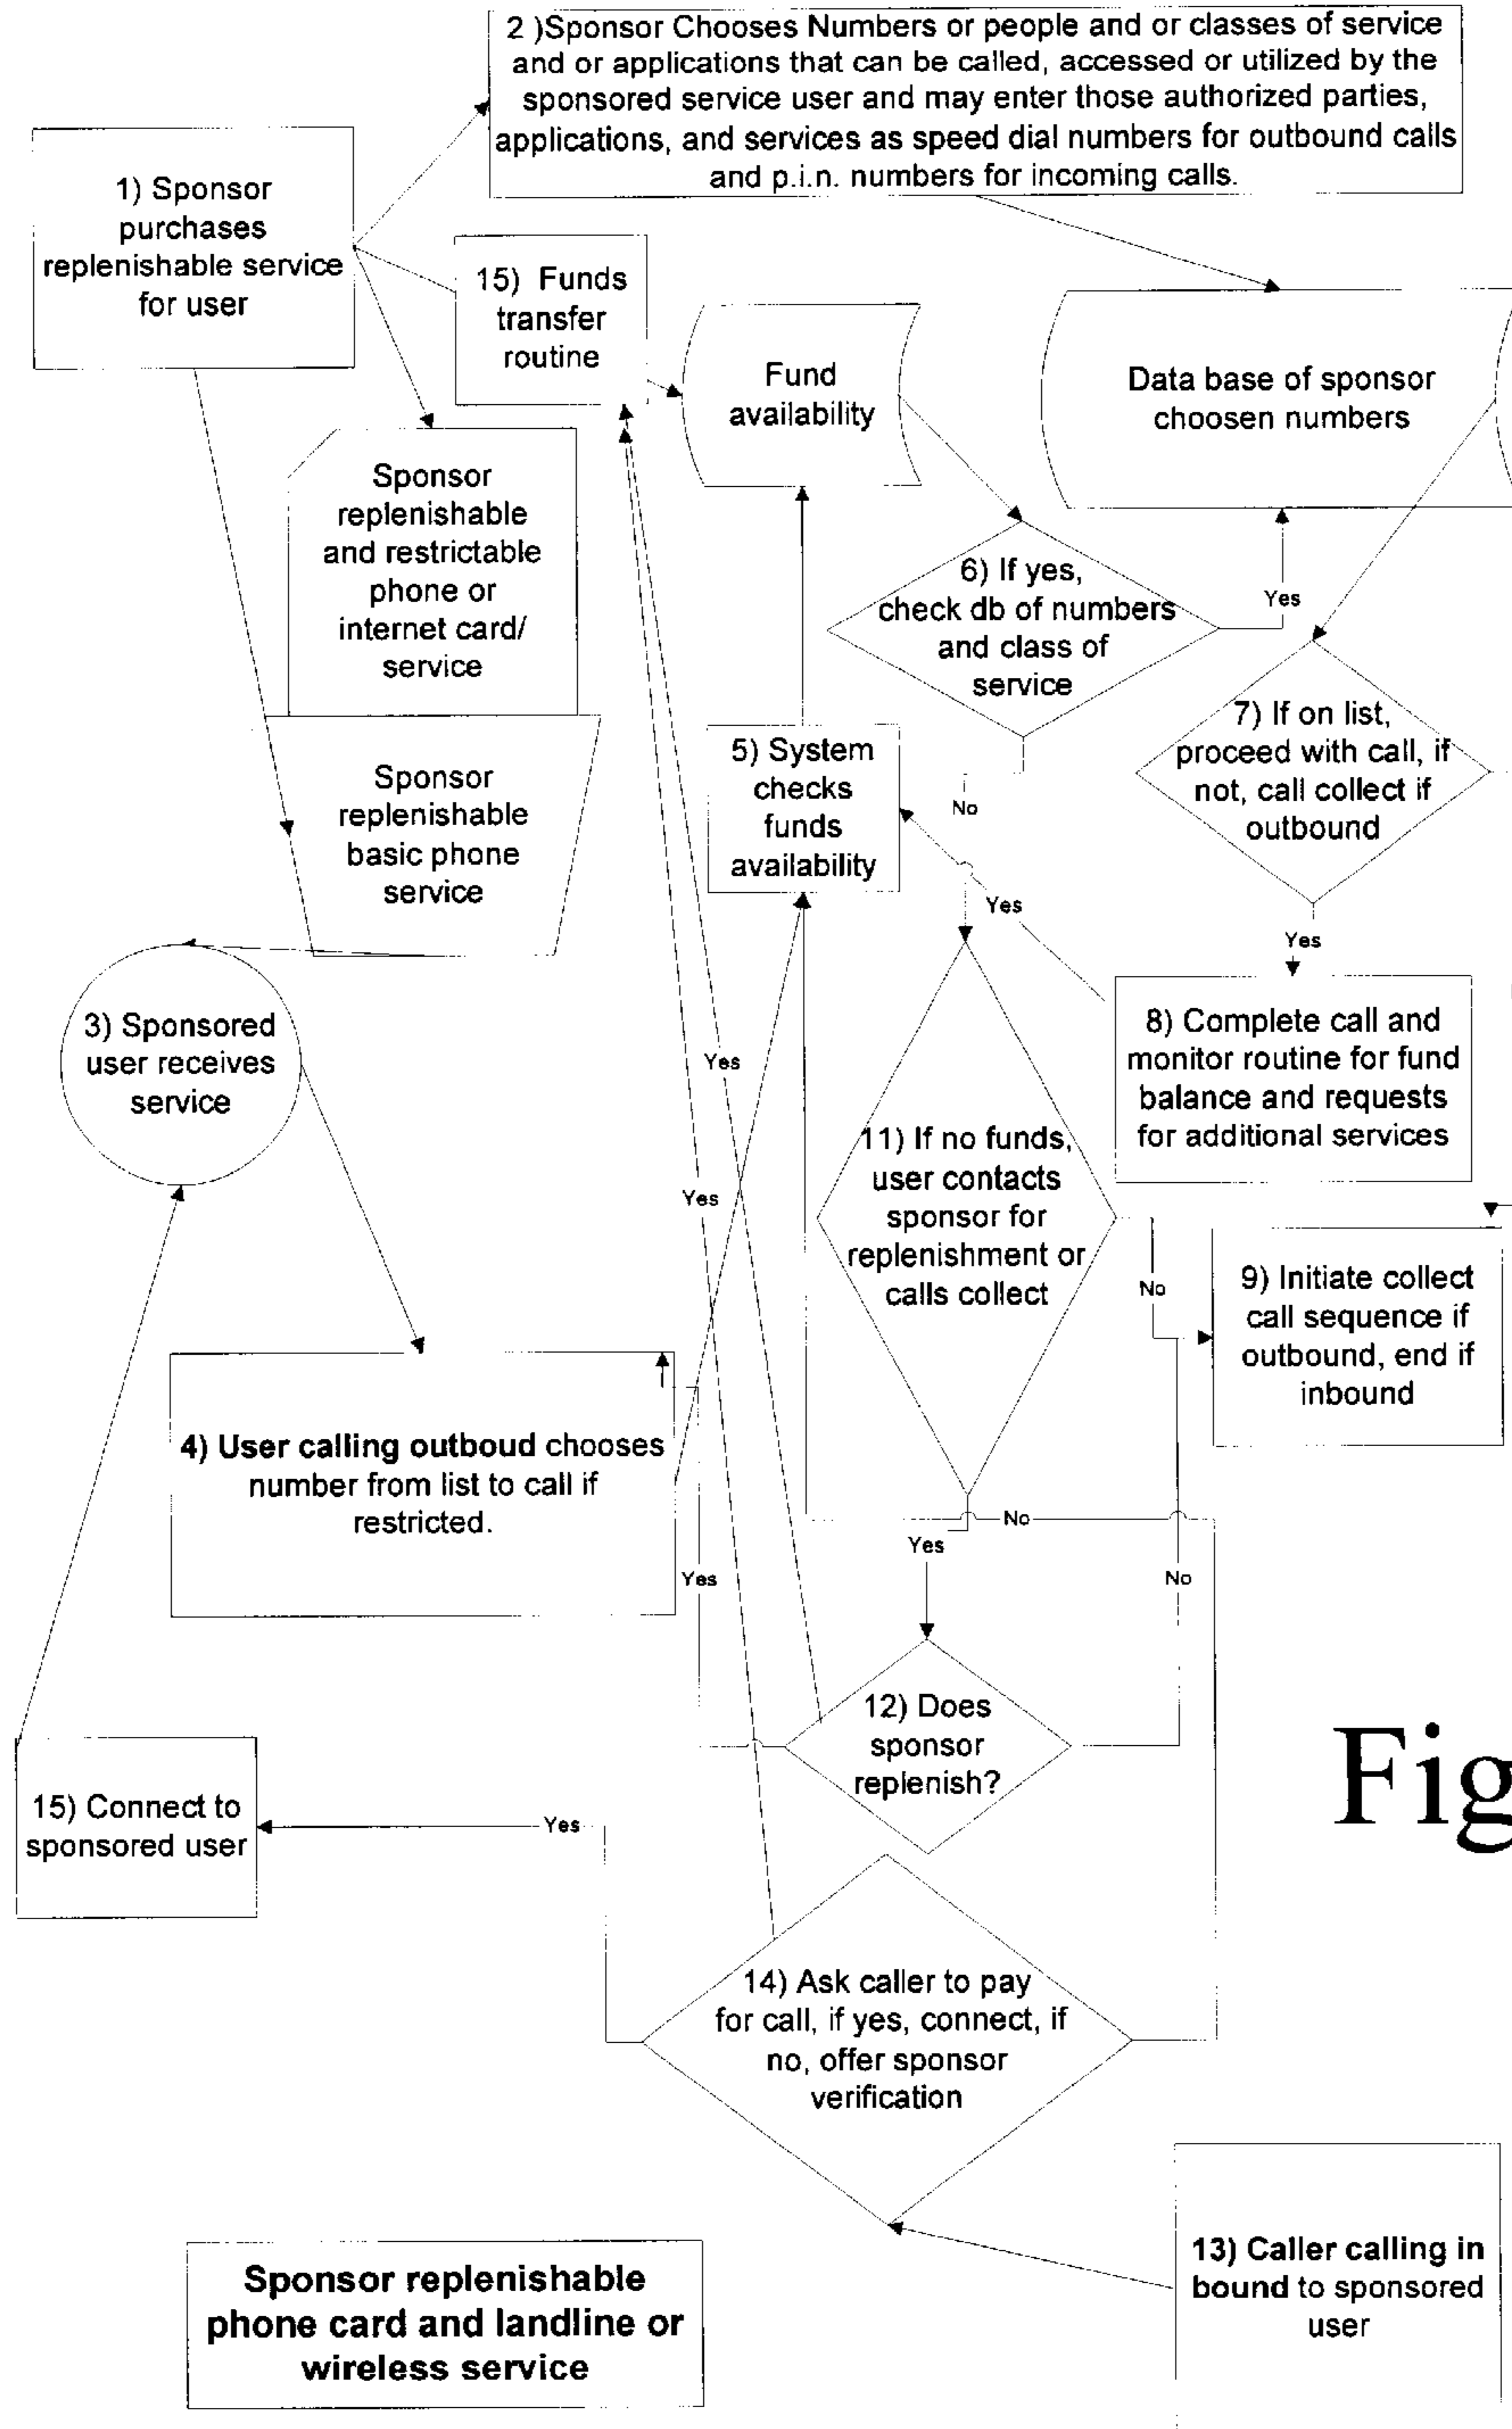 2 )Sponsor Chooses Numbers or people and or classes of service
and or applications that can be called, accessed or utilized by the
sponsored service user and may enter those authorized parties,
applications, and services as speed dial numbers for outbound calls
and p.i.n. numbers for incoming calls.
1) Sponsor
purchases
replenishable service
for user
15) Funds
transfer
routine
Fund
availability
Data base of sponsor
choosen numbers
Sponsor
replenishable
and restrictable
phone or
internet card/
service
6) If yes,
check db of numbers
and class of
service
Yes
No
7) If on list,
proceed with call, if
not, call collect if
outbound
Yes
5) System
checks
funds
availability
Yes
Sponsor
replenishable
basic phone
service
8) Complete call and
monitor routine for fund
balance and requests
for additional services
3) Sponsored
user receives
service
Yes
Yes
11) If no funds,
user contacts
sponsor for
replenishment or
calls collect
No
9) Initiate collect
call sequence if
outbound, end if
inbound
4) User calling outboud chooses
number from list to call if
restricted.
No
Yes
Yes
No
12) Does
sponsor
replenish?
Fig
15) Connect to
sponsored user
Yes
14) Ask caller to pay
for call, if yes, connect, if
no, offer sponsor
verification
13) Caller calling in
bound to sponsored
user
Sponsor replenishable
phone card and landline or
wireless service